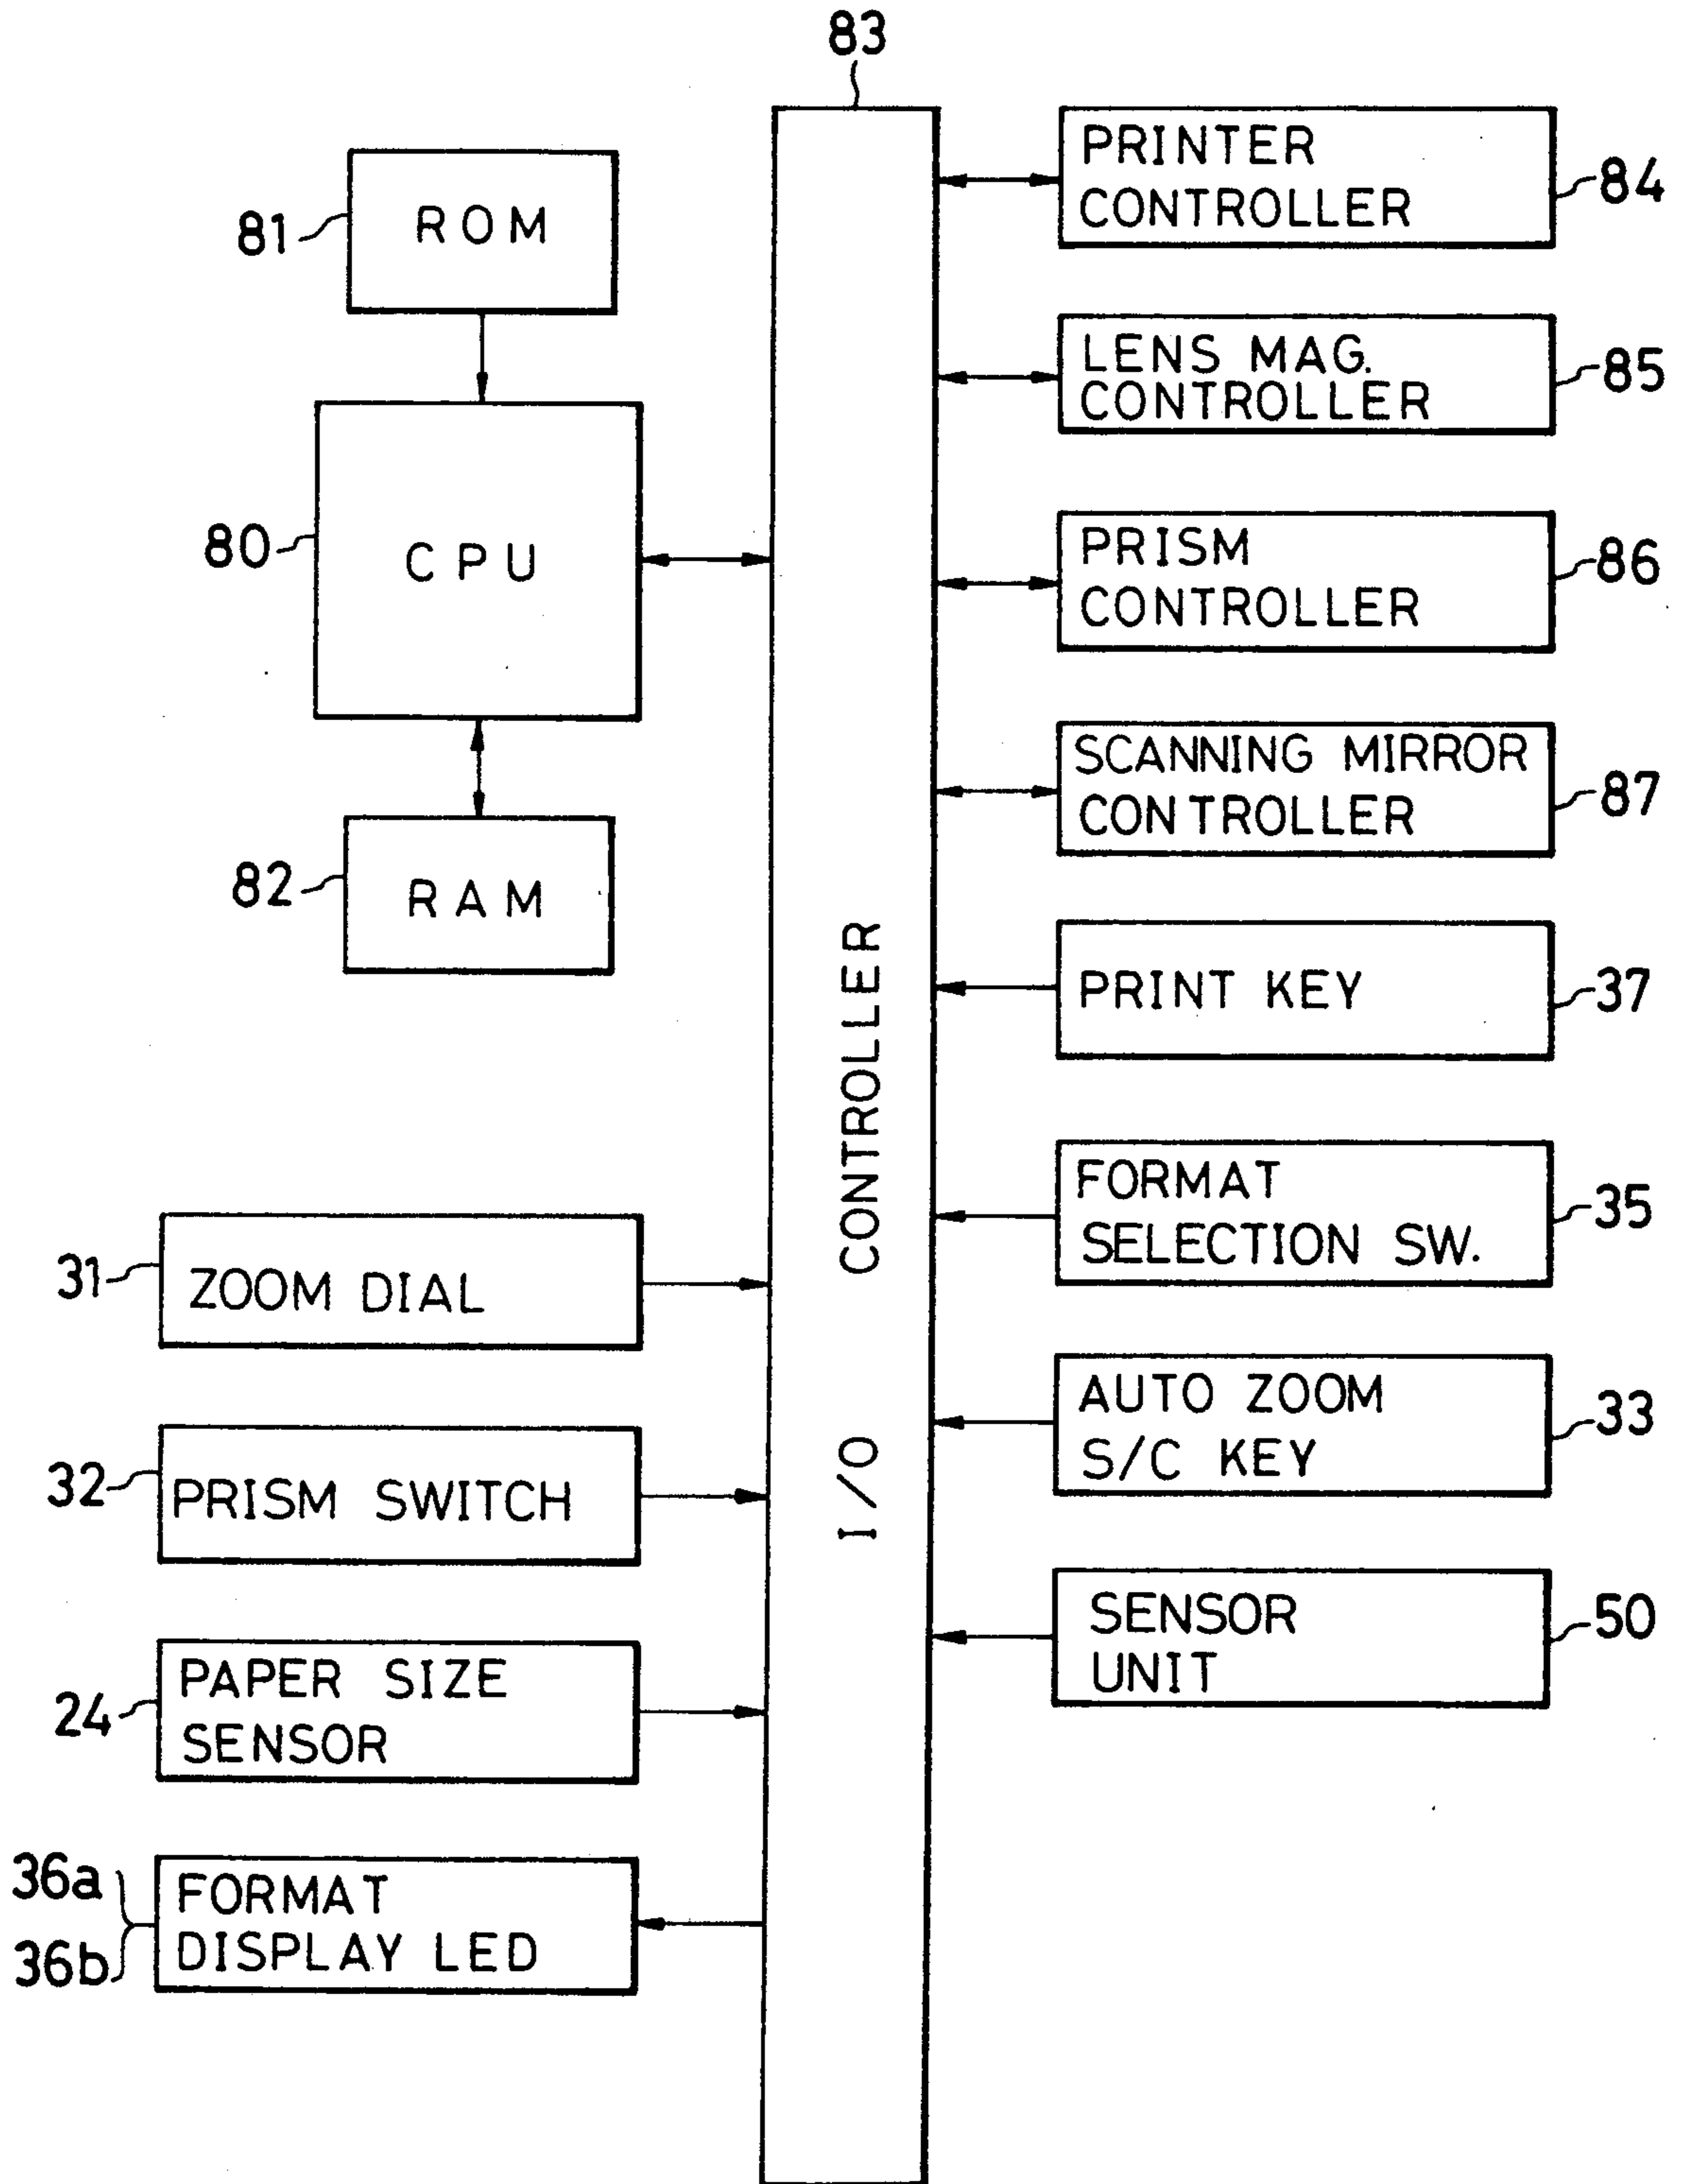 83
PRINTER
CONTROLLER
84
ROM
81
LENS MAG.
CONTROLLER
85
CPU
80
PRISM
CONTROLLER
86
SCANNING MIRROR
CONTROLLER
87
RAM
82
I/O CONTROLLER
PRINT KEY
37
FORMAT
SELECTION SW.
35
31
ZOOM DIAL
AUTO ZOOM
S/C KEY
33
32
PRISM SWITCH
SENSOR
UNIT
50
24
PAPER SIZE
SENSOR
36a
36b
FORMAT
DISPLAY LED